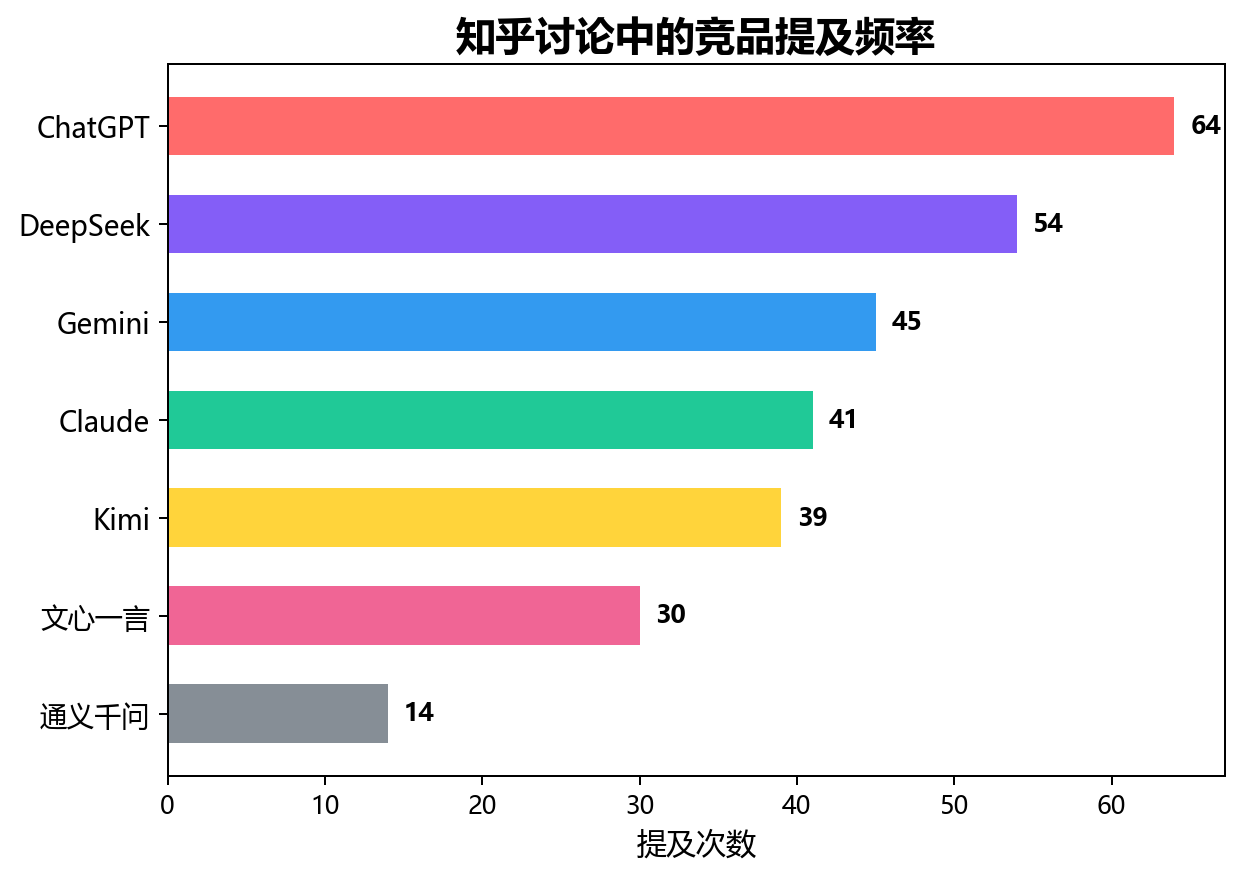 知乎讨论中的竞品提及频率
ChatGPT 64
DeepSeek 54
Gemini 45
Claude 41
Kimi 39
文心一言 30
通义千问 14
0 10 20 30 40 50 60
提及次数